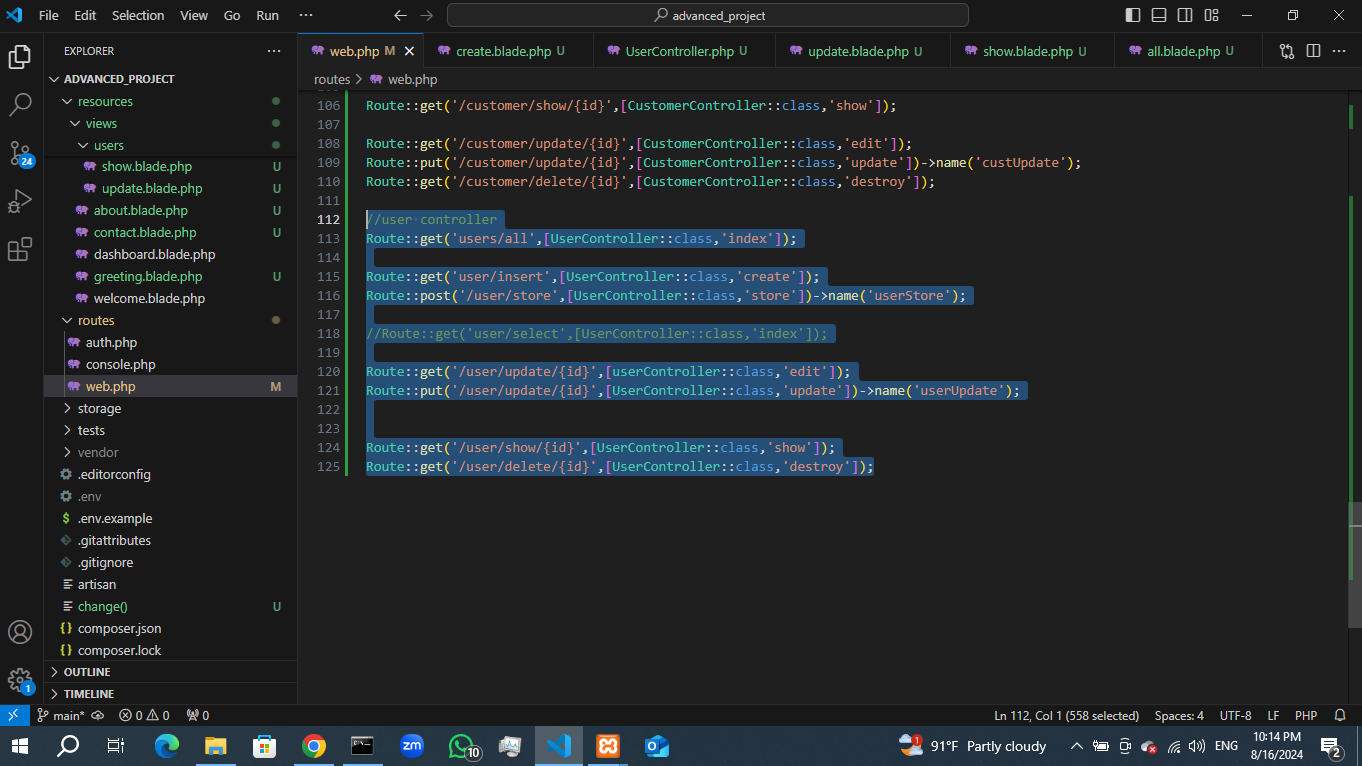 File Edit Selection View Go Run ··· advanced_project
EXPLORER ···
ADVANCED_PROJECT
resources
views
users
show.blade.php U
update.blade.php U
about.blade.php U
contact.blade.php U
dashboard.blade.php
greeting.blade.php U
welcome.blade.php
routes
auth.php
console.php
web.php M
storage
tests
vendor
.editorconfig
.env
.env.example
.gitattributes
.gitignore
artisan
change() U
composer.json
composer.lock
OUTLINE
TIMELINE
24
1
web.php M create.blade.php U UserController.php U update.blade.php U show.blade.php U all.blade.php U ···
routes > web.php
106 Route::get('/customer/show/{id}',[CustomerController::class,'show']);
107
108 Route::get('/customer/update/{id}',[CustomerController::class,'edit']);
109 Route::put('/customer/update/{id}',[CustomerController::class,'update'])->name('custUpdate');
110 Route::get('/customer/delete/{id}',[CustomerController::class,'destroy']);
111
112 //user controller
113 Route::get('users/all',[UserController::class,'index']);
114
115 Route::get('user/insert',[UserController::class,'create']);
116 Route::post('/user/store',[UserController::class,'store'])->name('userStore');
117
118 //Route::get('user/select',[UserController::class,'index']);
119
120 Route::get('/user/update/{id}',[userController::class,'edit']);
121 Route::put('/user/update/{id}',[UserController::class,'update'])->name('userUpdate');
122
123
124 Route::get('/user/show/{id}',[UserController::class,'show']);
125 Route::get('/user/delete/{id}',[UserController::class,'destroy']);
main* 0 0 0 Ln 112, Col 1 (558 selected) Spaces: 4 UTF-8 LF PHP
zm 10 1 91°F Partly cloudy ENG 10:14 PM
8/16/2024 2